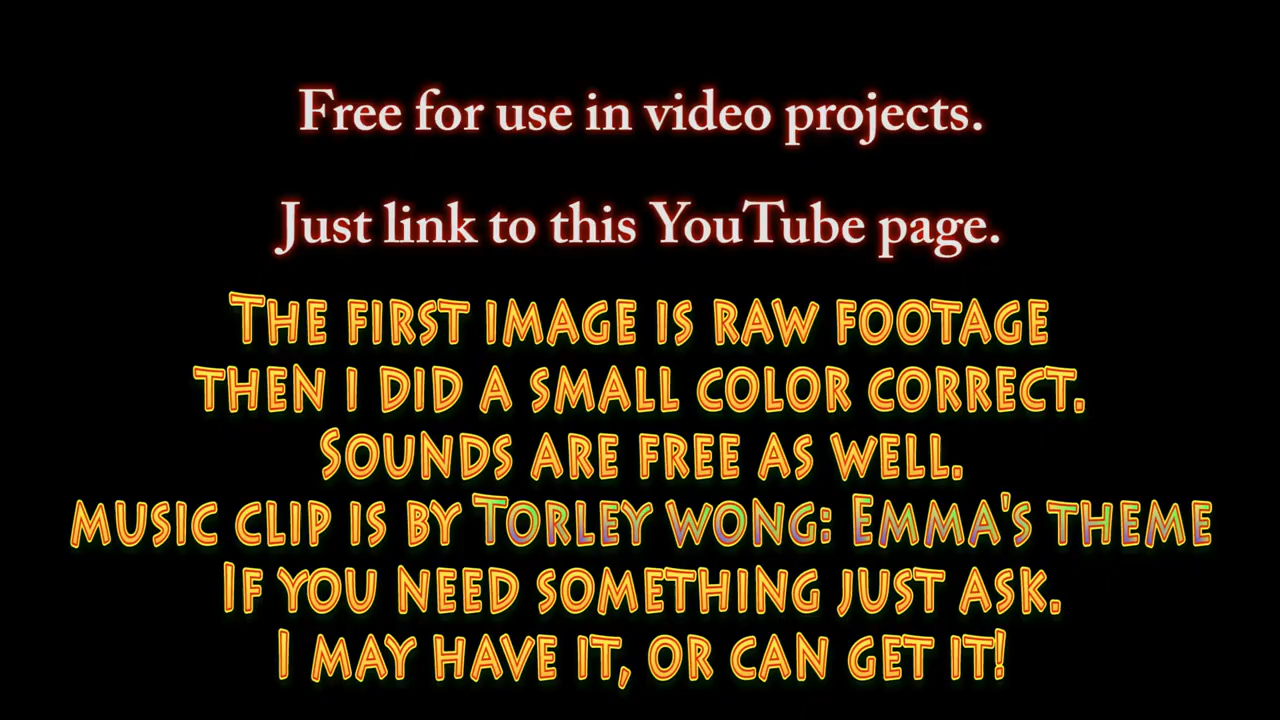 Free for use in video projects.
Just link to this YouTube page.
The first image is raw footage
then I did a small color correct.
Sounds are free as well.
music clip is by Torley wong: Emma's theme
If you need something just ask.
I may have it, or can get it!